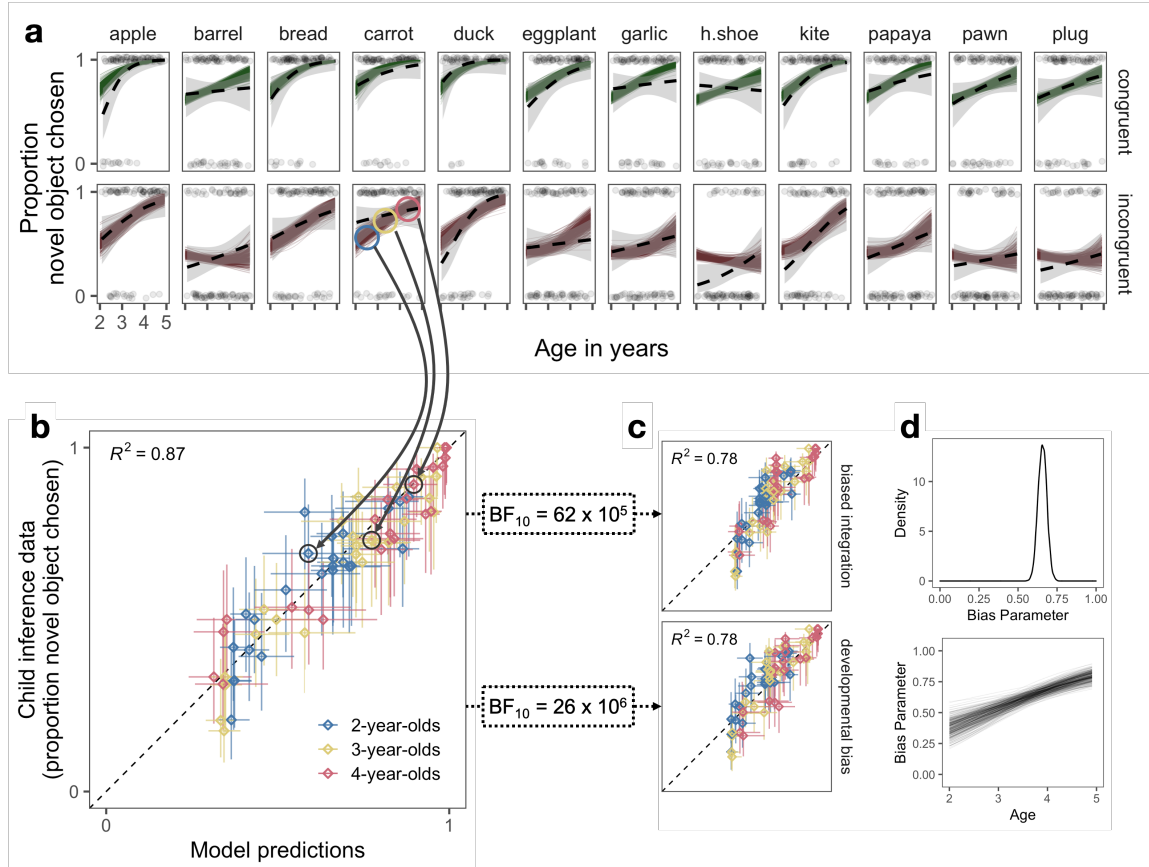 a
apple barrel bread carrot duck eggplant garlic h.shoe kite papaya pawn plug
Proportion
novel object chosen
1
0
congruent
1
0
incongruent
2 3 4 5
Age in years
b
R² = 0.87
Child inference data
(proportion novel object chosen)
1
0
2-year-olds
3-year-olds
4-year-olds
0 1
Model predictions
BF₁₀ = 62 x 10⁵
BF₁₀ = 26 x 10⁶
c
R² = 0.78
biased integration
R² = 0.78
developmental bias
d
Density
10
5
0
0.00 0.25 0.50 0.75 1.00
Bias Parameter
Bias Parameter
1.00
0.75
0.50
0.25
0.00
2 3 4 5
Age